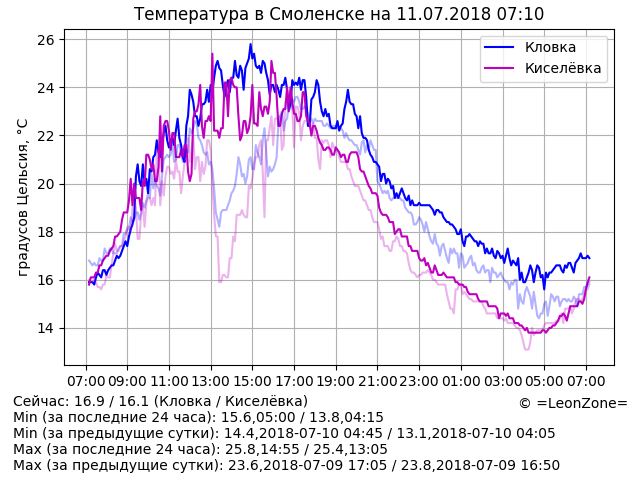 Температура в Смоленске на 11.07.2018 07:10
Кловка
Киселёвка
градусов Цельсия, °C
26
24
22
20
18
16
14
07:00 09:00 11:00 13:00 15:00 17:00 19:00 21:00 23:00 01:00 03:00 05:00 07:00
Сейчас: 16.9 / 16.1 (Кловка / Киселёвка)
© =LeonZone=
Min (за последние 24 часа): 15.6,05:00 / 13.8,04:15
Min (за предыдущие сутки): 14.4,2018-07-10 04:45 / 13.1,2018-07-10 04:05
Max (за последние 24 часа): 25.8,14:55 / 25.4,13:05
Max (за предыдущие сутки): 23.6,2018-07-09 17:05 / 23.8,2018-07-09 16:50